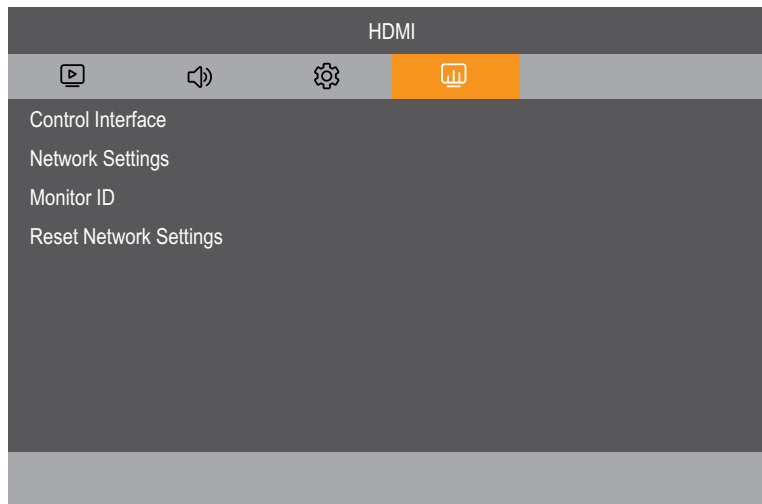 HDMI
Control Interface
Network Settings
Monitor ID
Reset Network Settings